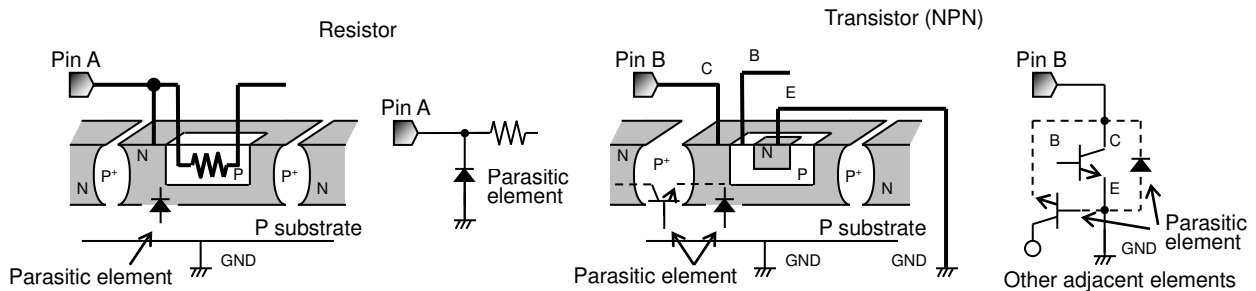 Resistor
Transistor (NPN)
Pin A
Pin B
C
B
E
Pin B
Pin A
N
P
N
P⁺
P⁺
N
Parasitic
element
P substrate
GND
Parasitic element
N
P
N
P⁺
P⁺
N
N
P substrate
GND
GND
Parasitic element
B
C
E
Parasitic
element
GND
Other adjacent elements